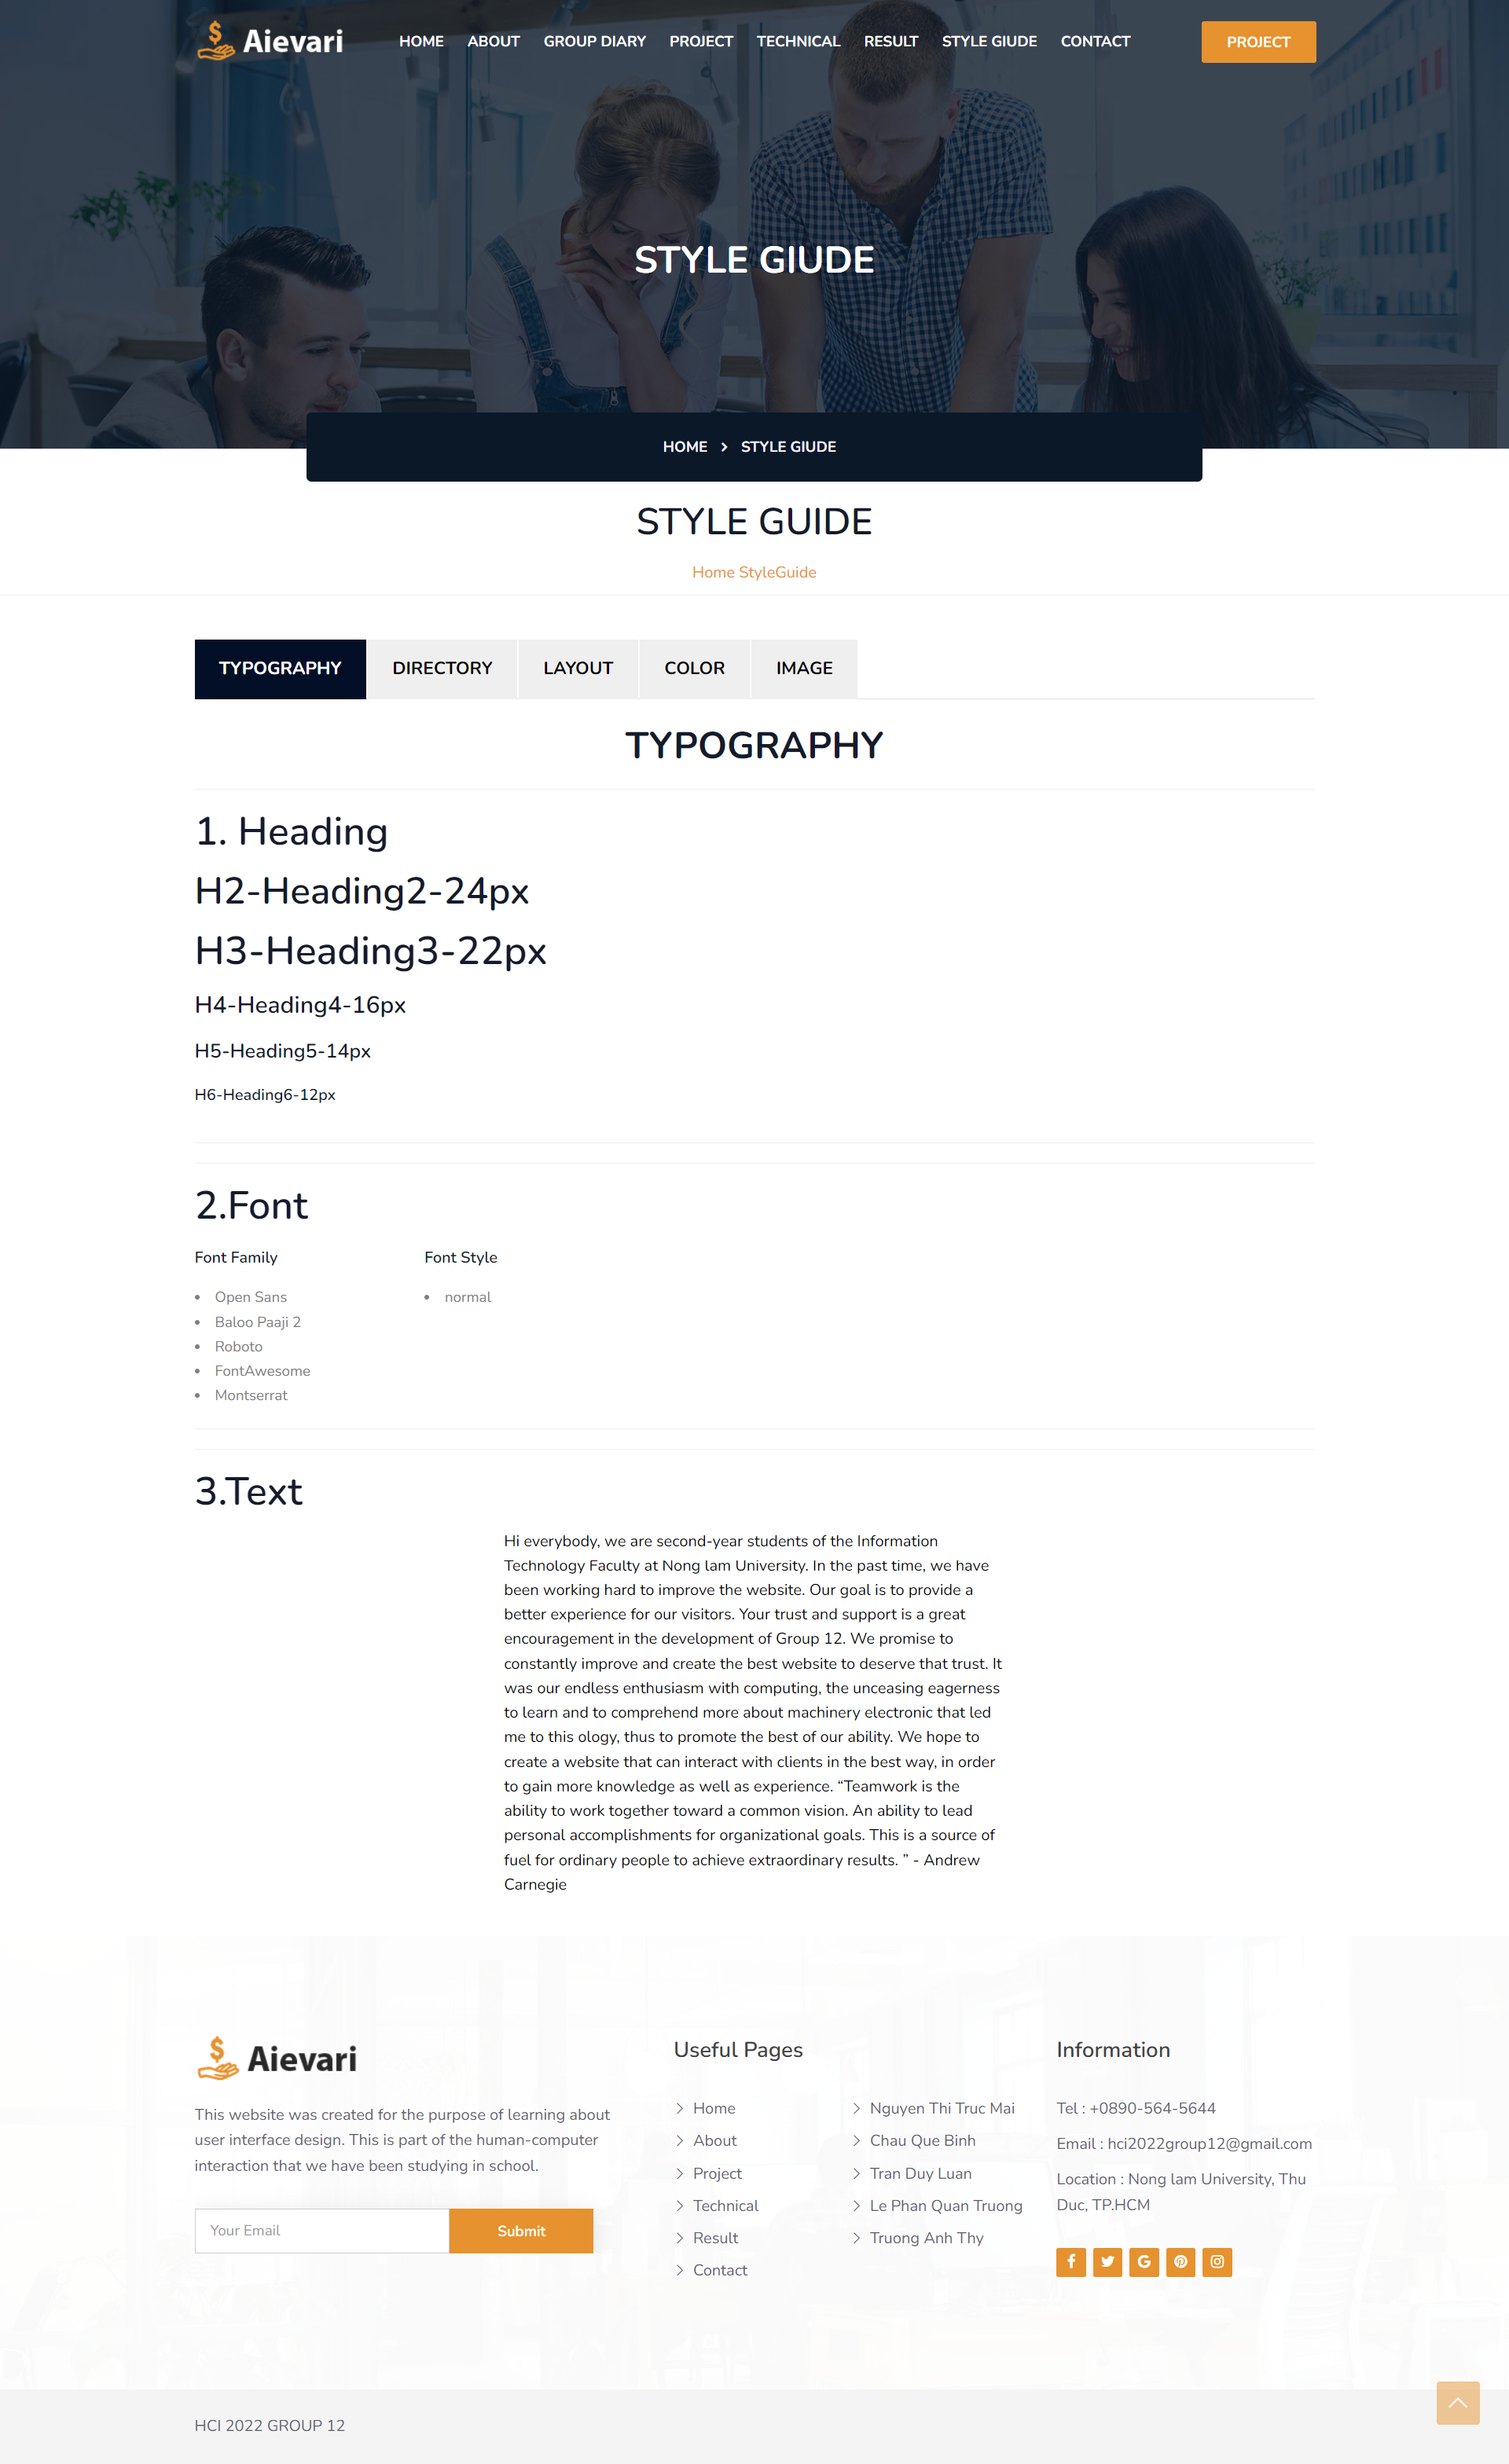 Aievari
HOME ABOUT GROUP DIARY PROJECT TECHNICAL RESULT STYLE GIUDE CONTACT
PROJECT
STYLE GIUDE
HOME > STYLE GIUDE
STYLE GUIDE
Home StyleGuide
TYPOGRAPHY DIRECTORY LAYOUT COLOR IMAGE
TYPOGRAPHY
1. Heading
H2-Heading2-24px
H3-Heading3-22px
H4-Heading4-16px
H5-Heading5-14px
H6-Heading6-12px
2.Font
Font Family
• Open Sans
• Baloo Paaji 2
• Roboto
• FontAwesome
• Montserrat
Font Style
• normal
3.Text
Hi everybody, we are second-year students of the Information
Technology Faculty at Nong lam University. In the past time, we have
been working hard to improve the website. Our goal is to provide a
better experience for our visitors. Your trust and support is a great
encouragement in the development of Group 12. We promise to
constantly improve and create the best website to deserve that trust. It
was our endless enthusiasm with computing, the unceasing eagerness
to learn and to comprehend more about machinery electronic that led
me to this ology, thus to promote the best of our ability. We hope to
create a website that can interact with clients in the best way, in order
to gain more knowledge as well as experience. “Teamwork is the
ability to work together toward a common vision. An ability to lead
personal accomplishments for organizational goals. This is a source of
fuel for ordinary people to achieve extraordinary results. ” - Andrew
Carnegie
Aievari
This website was created for the purpose of learning about
user interface design. This is part of the human-computer
interaction that we have been studying in school.
Your Email
Submit
Useful Pages
Home
About
Project
Technical
Result
Contact
Nguyen Thi Truc Mai
Chau Que Binh
Tran Duy Luan
Le Phan Quan Truong
Truong Anh Thy
Information
Tel : +0890-564-5644
Email : hci2022group12@gmail.com
Location : Nong lam University, Thu
Duc, TP.HCM
HCI 2022 GROUP 12